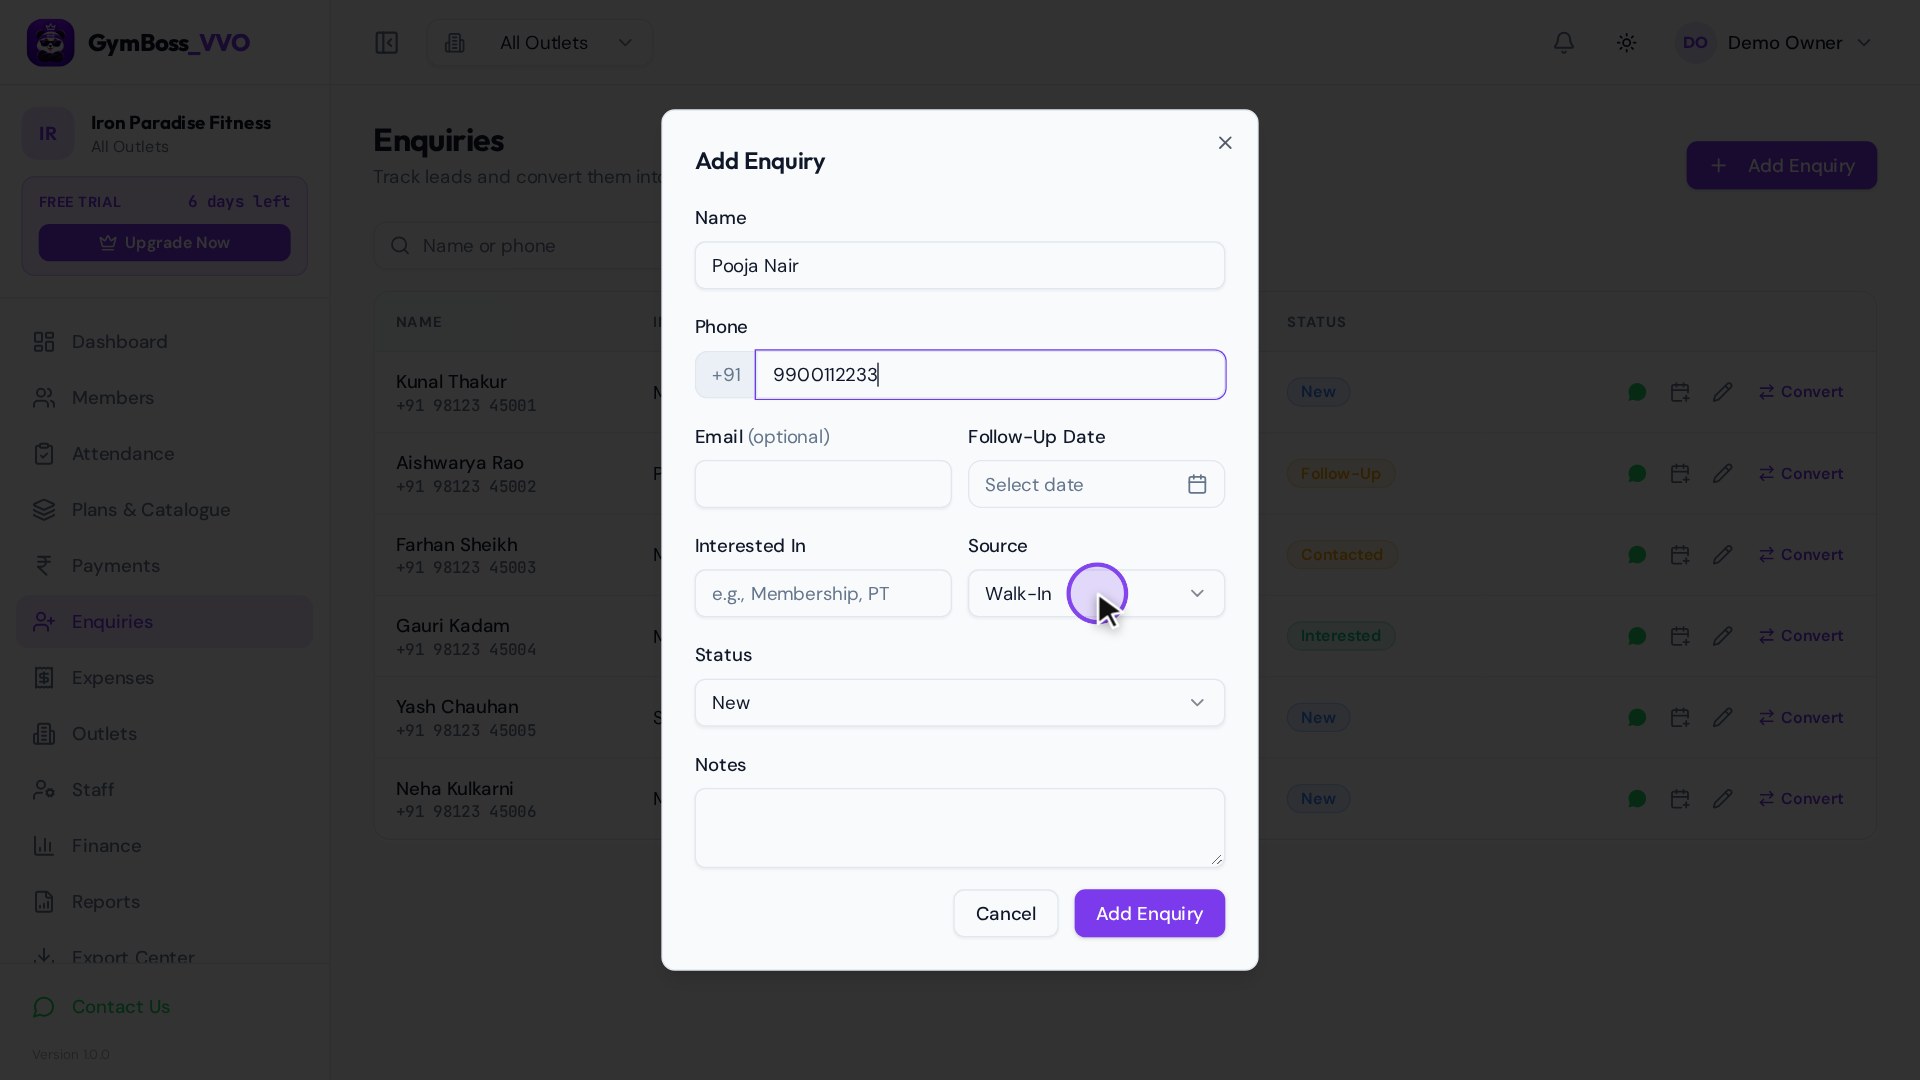 GymBoss_VVO
All Outlets
DO
Demo Owner
IR
Iron Paradise Fitness
All Outlets
FREE TRIAL
6 days left
Upgrade Now
Dashboard
Members
Attendance
Plans & Catalogue
Payments
Enquiries
Expenses
Outlets
Staff
Finance
Reports
Export Center
Contact Us
Version 1.0.0
Enquiries
Track leads and convert them into
Add Enquiry
Name or phone
NAME
STATUS
Kunal Thakur
+91 98123 45001
New
Convert
Aishwarya Rao
+91 98123 45002
Follow-Up
Convert
Farhan Sheikh
+91 98123 45003
Contacted
Convert
Gauri Kadam
+91 98123 45004
Interested
Convert
Yash Chauhan
+91 98123 45005
New
Convert
Neha Kulkarni
+91 98123 45006
New
Convert
Add Enquiry
Name
Pooja Nair
Phone
+91 9900112233
Email (optional)
Follow-Up Date
Select date
Interested In
e.g., Membership, PT
Source
Walk-In
Status
New
Notes
Cancel
Add Enquiry